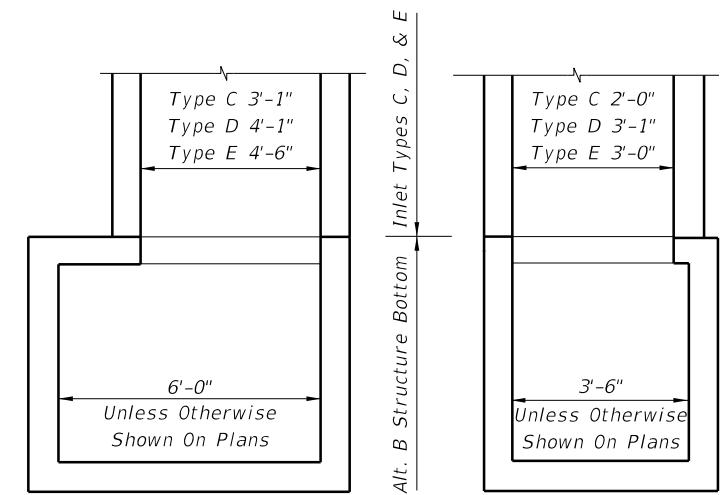 Type C 3'-1"
Type D 4'-1"
Type E 4'-6"
Inlet Types C, D, & E
Type C 2'-0"
Type D 3'-1"
Type E 3'-0"
6'-0"
Unless Otherwise
Shown On Plans
Alt. B Structure Bottom
3'-6"
Unless Otherwise
Shown On Plans